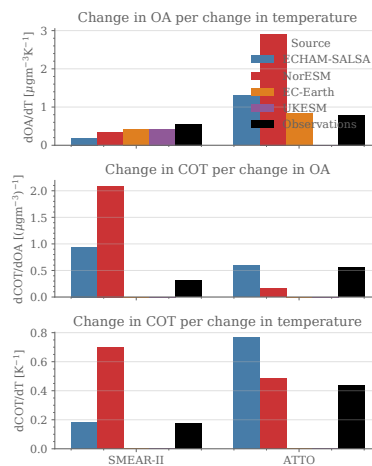 Change in OA per change in temperature
dOA/dT [μgm⁻³K⁻¹]
3
2
1
0
Source
ECHAM-SALSA
NorESM
EC-Earth
UKESM
Observations
Change in COT per change in OA
dCOT/dOA [(μgm⁻³)⁻¹]
2.0
1.5
1.0
0.5
0.0
Change in COT per change in temperature
dCOT/dT [K⁻¹]
0.8
0.6
0.4
0.2
0.0
SMEAR-II
ATTO